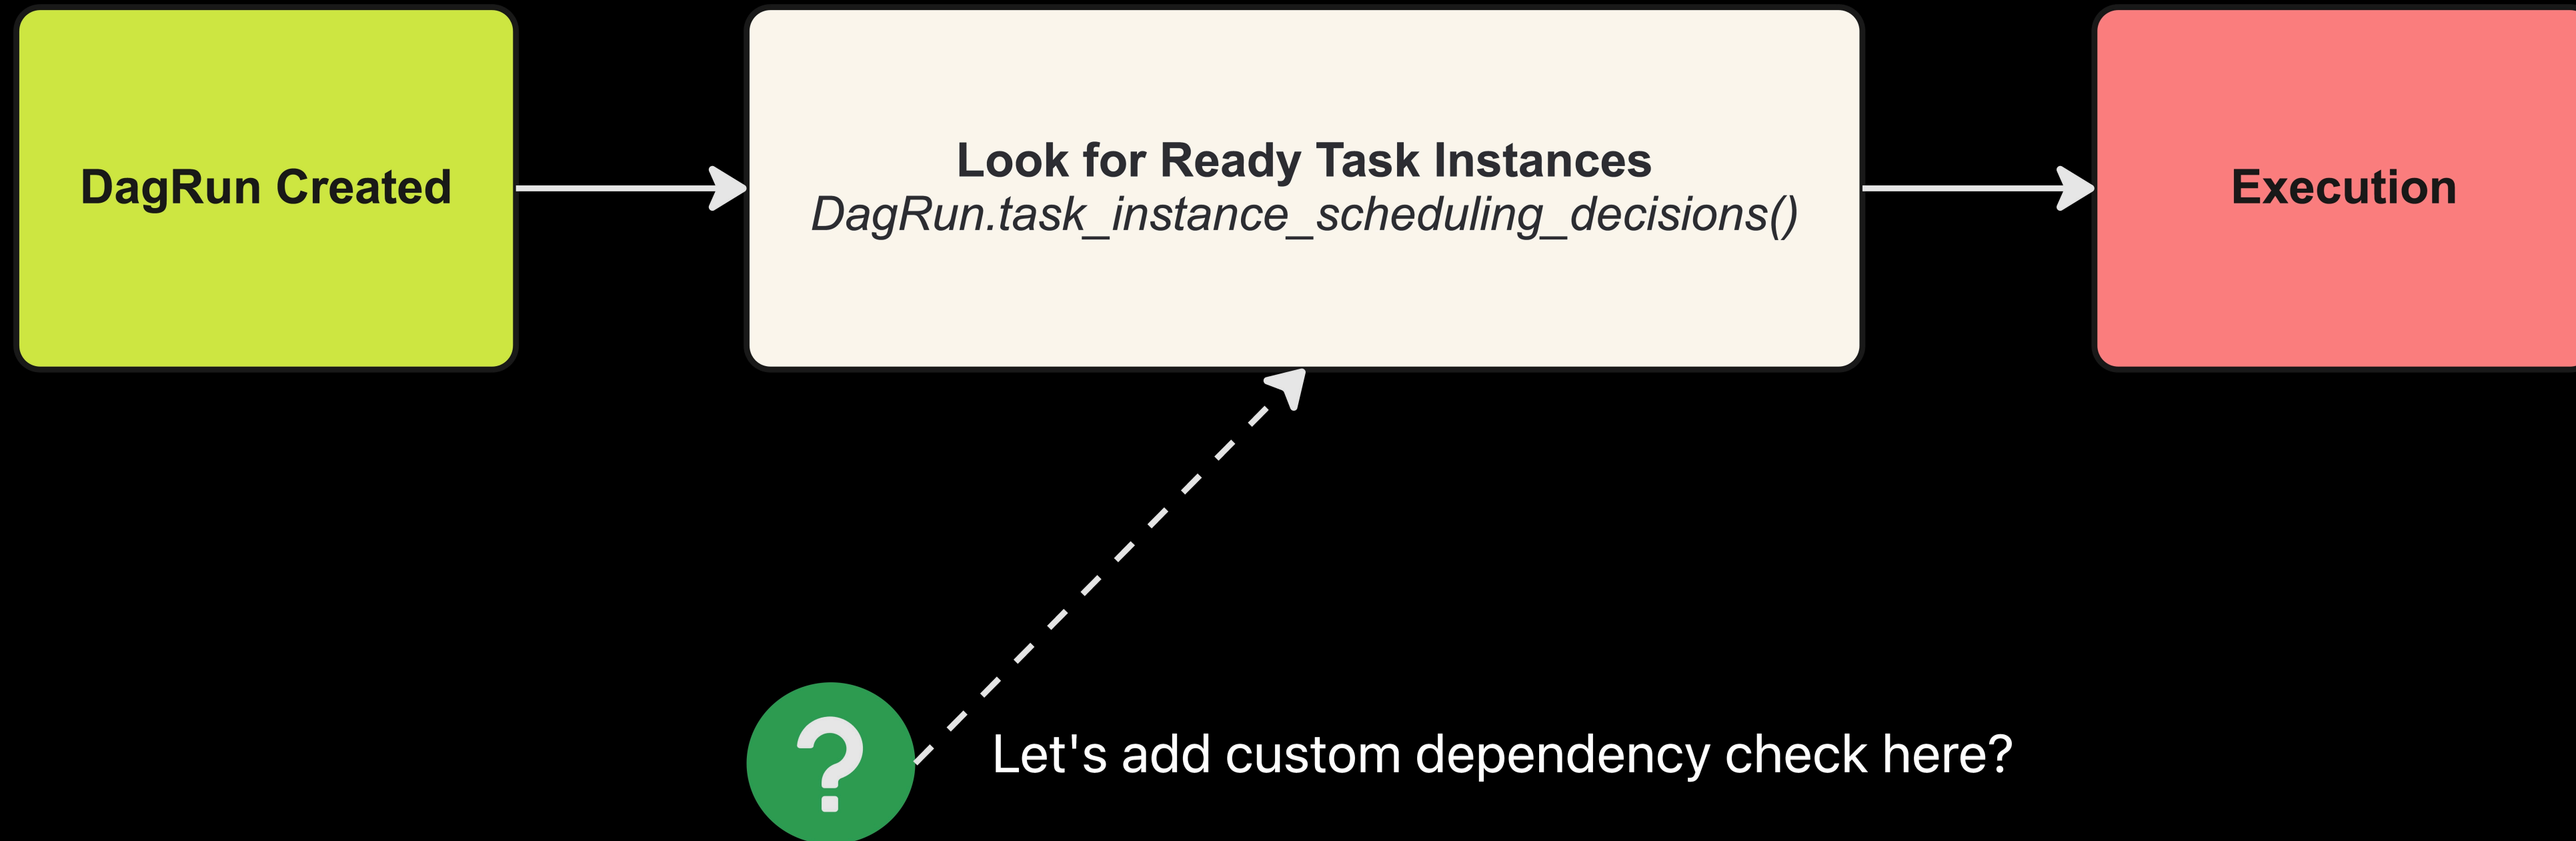 DagRun Created
Look for Ready Task Instances
DagRun.task_instance_scheduling_decisions()
Execution
?
Let's add custom dependency check here?